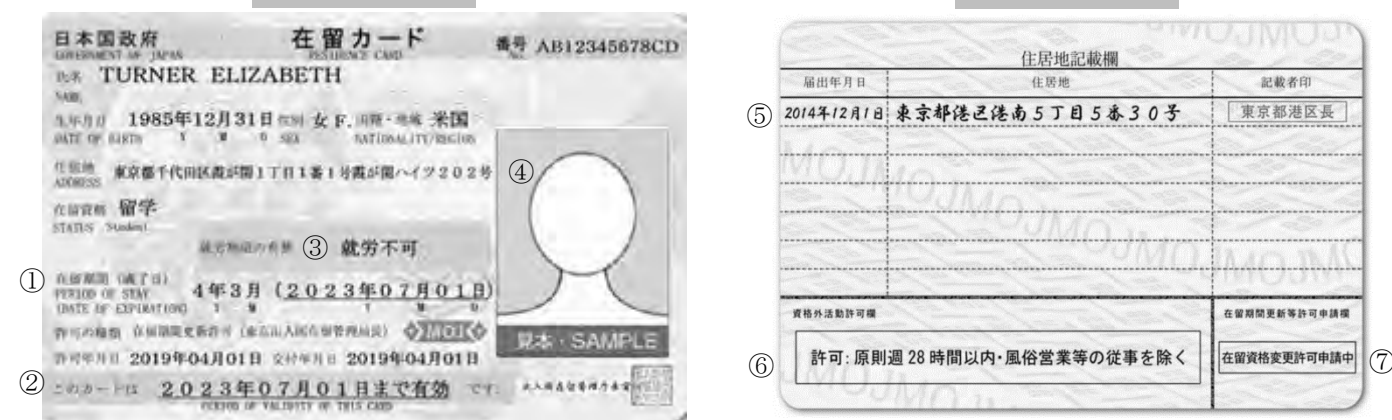 日本国政府 在留カード 番号 AB12345678CD
GOVERNMENT OF JAPAN RESIDENCE CARD No.
氏名 TURNER ELIZABETH
NAME
生年月日 1985年12月31日 性別 女 F. 国籍・地域 米国
DATE OF BIRTH Y M D SEX NATIONALITY/REGION
住居地 東京都千代田区霞が関1丁目1番1号霞が関ハイツ202号
ADDRESS
④
在留資格 留学
STATUS Student
就労制限の有無 ③ 就労不可
① 在留期間(満了日) 4年3月(2023年07月01日)
PERIOD OF STAY
(DATE OF EXPIRATION) Y M Y M D
許可の種類 在留期間更新許可(東京出入国在留管理局長) MOJ
見本・SAMPLE
許可年月日 2019年04月01日 交付年月日 2019年04月01日
② このカードは 2023年07月01日まで有効 です。
PERIOD OF VALIDITY OF THIS CARD
住居地記載欄
届出年月日 住居地 記載者印
⑤ 2014年12月1日 東京都港区港南5丁目5番30号 東京都港区長
資格外活動許可欄 在留期間更新等許可申請欄
⑥ 許可:原則週28時間以内・風俗営業等の従事を除く 在留資格変更許可申請中 ⑦